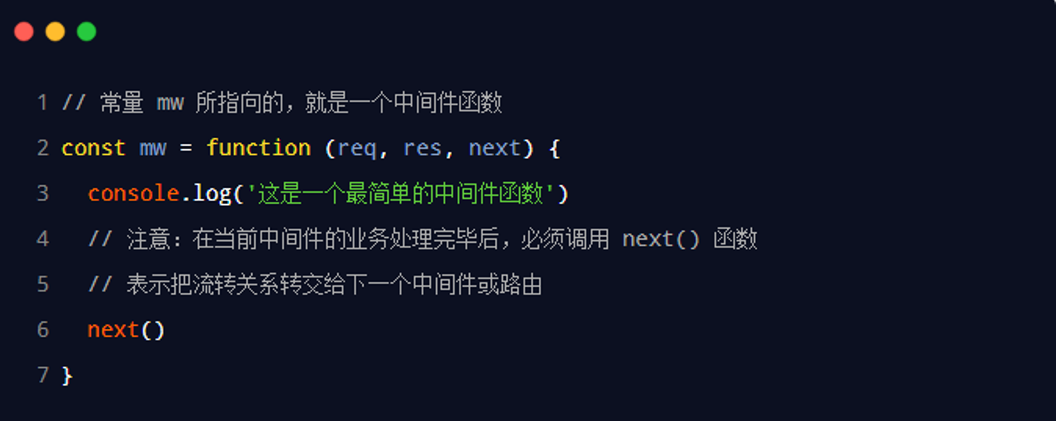 1 // 常量 mw 所指向的，就是一个中间件函数
2 const mw = function (req, res, next) {
3   console.log('这是一个最简单的中间件函数')
4   // 注意：在当前中间件的业务处理完毕后，必须调用 next() 函数
5   // 表示把流转关系转交给下一个中间件或路由
6   next()
7 }